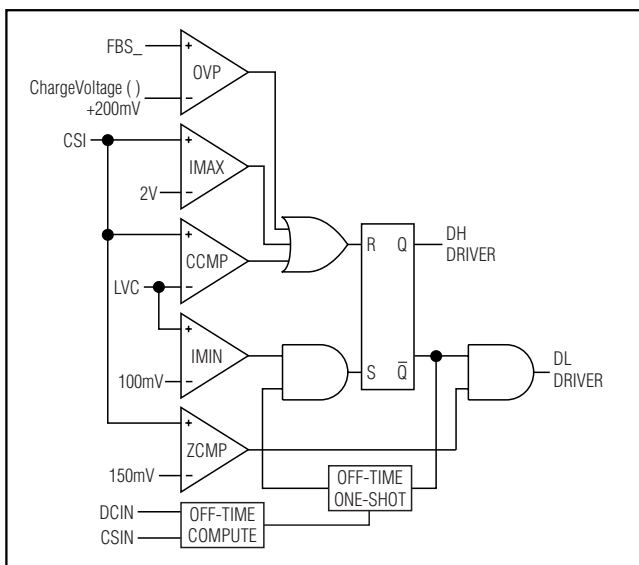 FBS_
+
OVP
ChargeVoltage ( )
+200mV
−
CSI
+
IMAX
2V
−
+
CCMP
R Q
DH
DRIVER
LVC
−
+
IMIN
100mV
−
S Q̅
DL
DRIVER
+
ZCMP
150mV
−
OFF-TIME
ONE-SHOT
DCIN
CSIN
OFF-TIME
COMPUTE